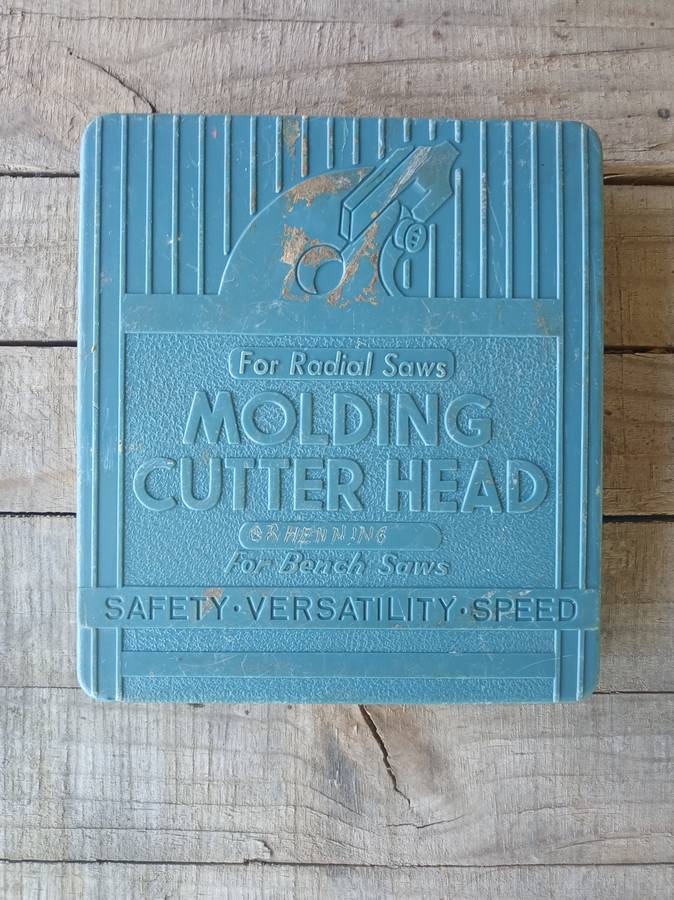 For Radial Saws
MOLDING
CUTTER HEAD
HENNING
For Bench Saws
SAFETY·VERSATILITY·SPEED